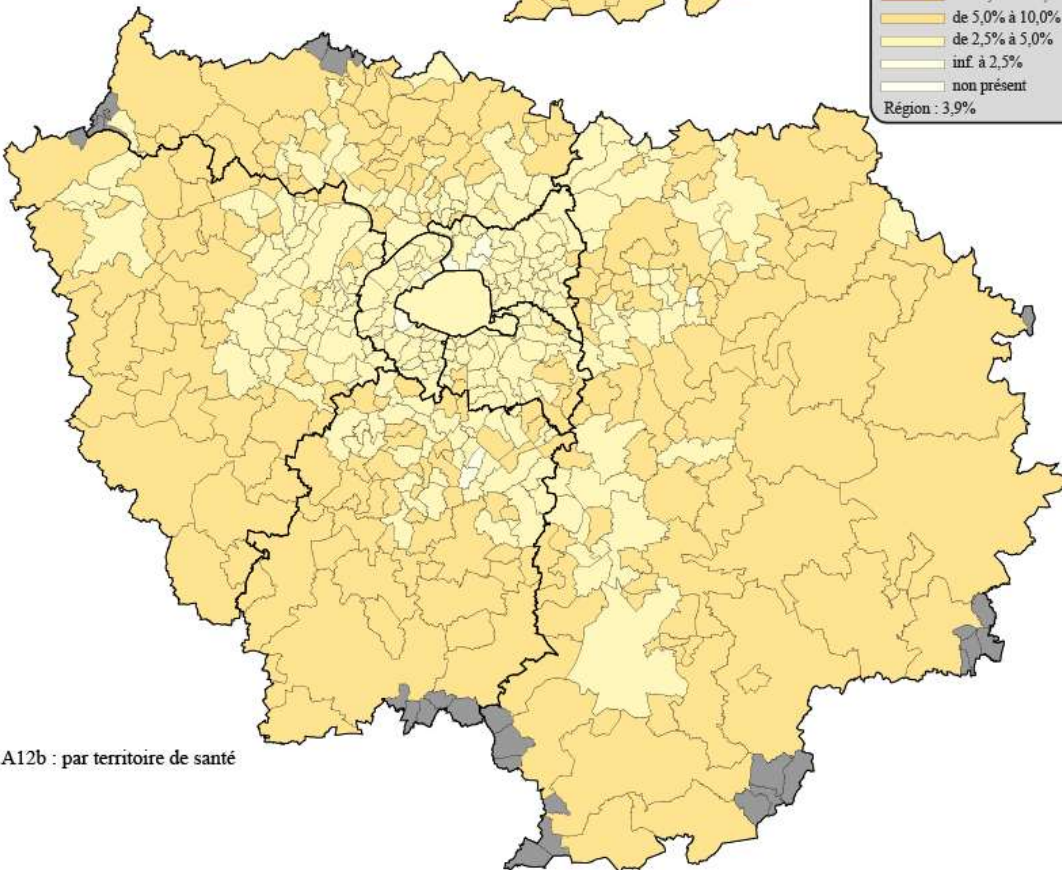 de 5,0% à 10,0%
de 2,5% à 5,0%
inf. à 2,5%
non présent
Région : 3,9%
A12b : par territoire de santé